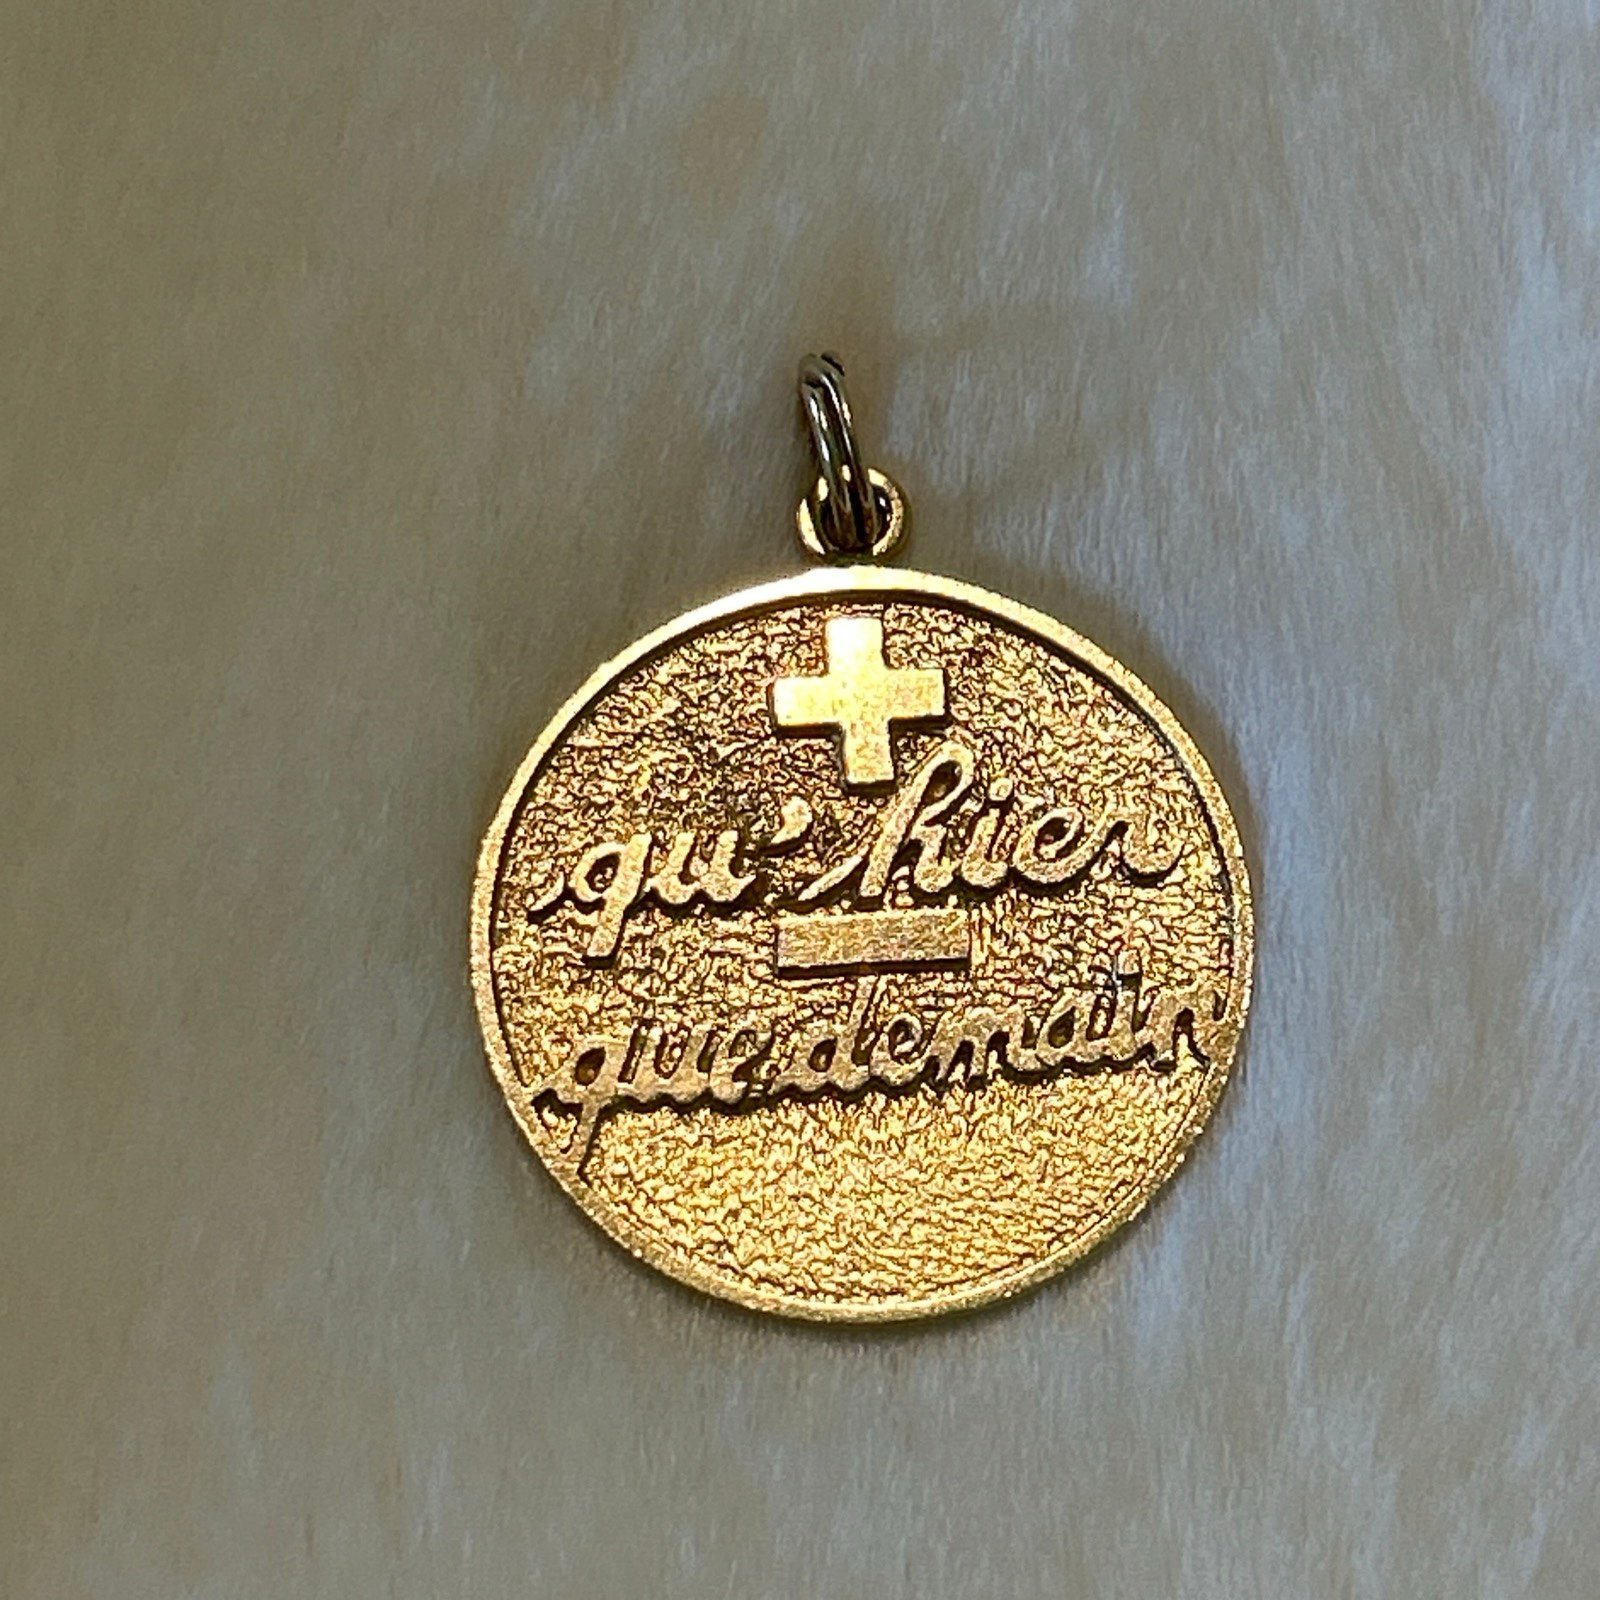 +
qu'hier
−
que demain